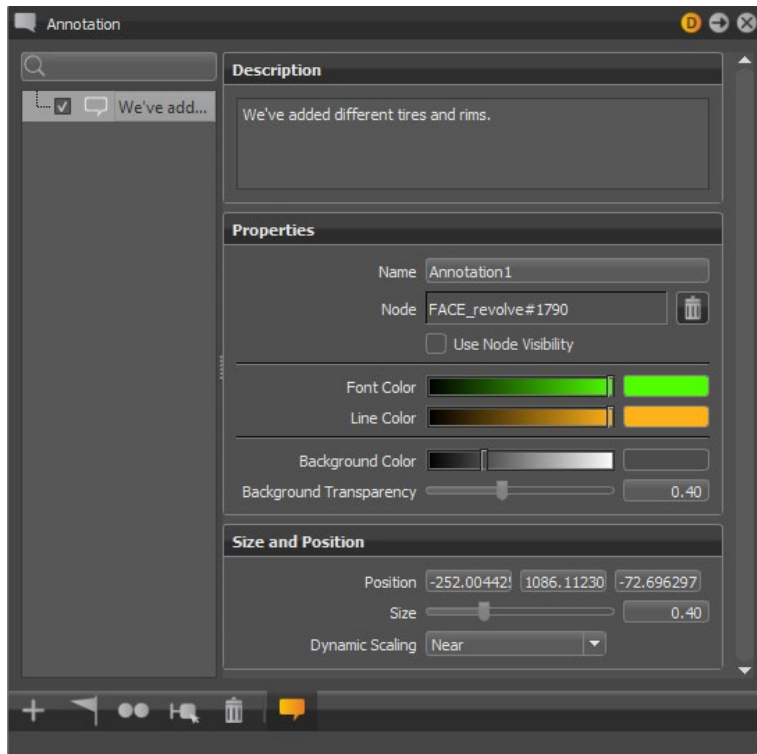 Annotation
D
Description
We've add...
We've added different tires and rims.
Properties
Name Annotation1
Node FACE_revolve#1790
Use Node Visibility
Font Color
Line Color
Background Color
Background Transparency 0.40
Size and Position
Position -252.00442 1086.11230 -72.696297
Size 0.40
Dynamic Scaling Near